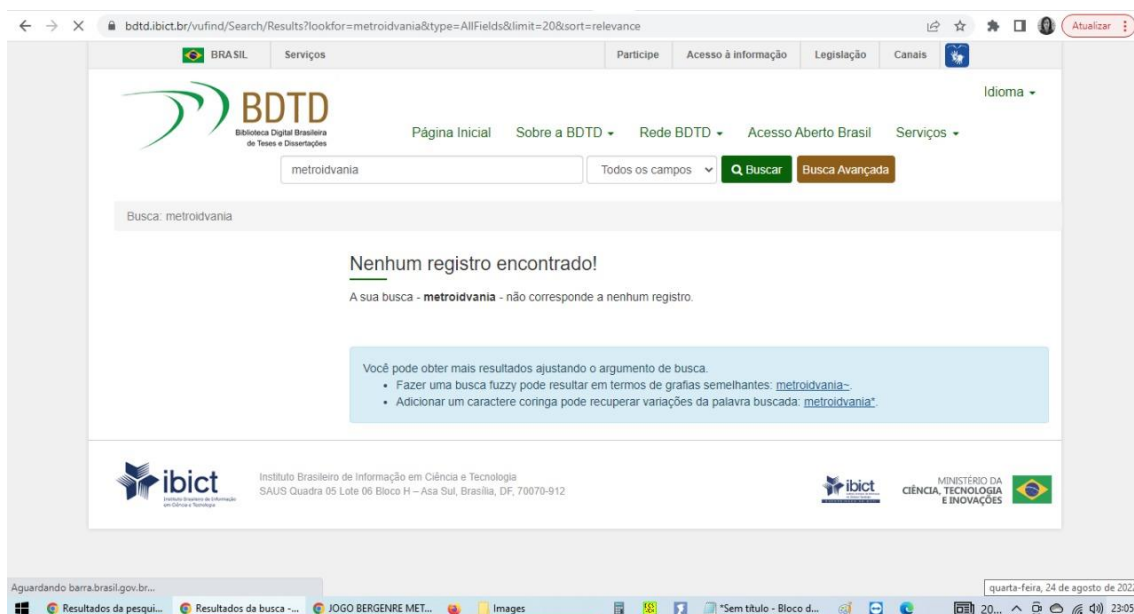 bdtd.ibict.br/vufind/Search/Results?lookfor=metroidvania&type=AllFields&limit=20&sort=relevance
Atualizar
BRASIL Serviços Participe Acesso à informação Legislação Canais
Idioma
BDTD
Biblioteca Digital Brasileira
de Teses e Dissertações
Página Inicial Sobre a BDTD Rede BDTD Acesso Aberto Brasil Serviços
metroidvania Todos os campos Buscar Busca Avançada
Busca: metroidvania
Nenhum registro encontrado!
A sua busca - metroidvania - não corresponde a nenhum registro.
Você pode obter mais resultados ajustando o argumento de busca.
• Fazer uma busca fuzzy pode resultar em termos de grafias semelhantes: metroidvania~.
• Adicionar um caractere coringa pode recuperar variações da palavra buscada: metroidvania*.
ibict
Instituto Brasileiro de Informação em Ciência e Tecnologia
SAUS Quadra 05 Lote 06 Bloco H – Asa Sul, Brasília, DF, 70070-912
ibict
MINISTÉRIO DA
CIÊNCIA, TECNOLOGIA
E INOVAÇÕES
Aguardando barra.brasil.gov.br...
quarta-feira, 24 de agosto de 2022
Resultados da pesqui... Resultados da busca -... JOGO BERGENRE MET... Images *Sem título - Bloco d... 20... 23:05